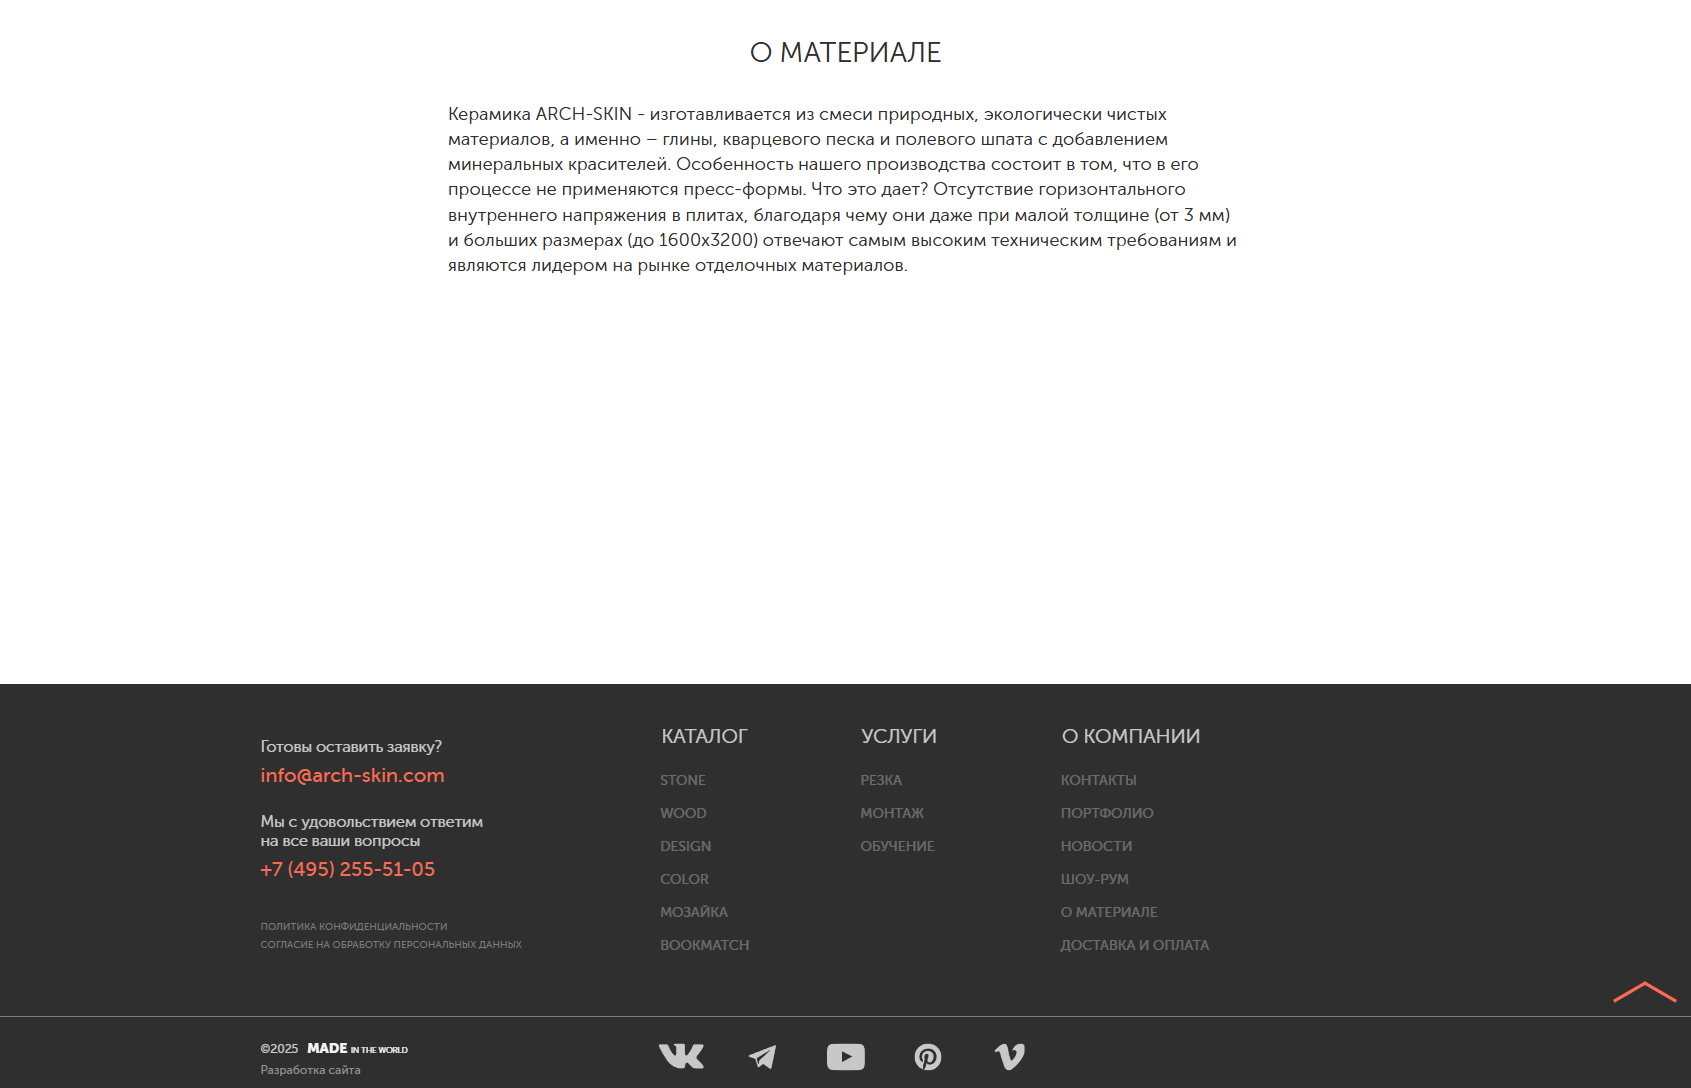 О МАТЕРИАЛЕ
Керамика ARCH-SKIN - изготавливается из смеси природных, экологически чистых
материалов, а именно – глины, кварцевого песка и полевого шпата с добавлением
минеральных красителей. Особенность нашего производства состоит в том, что в его
процессе не применяются пресс-формы. Что это дает? Отсутствие горизонтального
внутреннего напряжения в плитах, благодаря чему они даже при малой толщине (от 3 мм)
и больших размерах (до 1600х3200) отвечают самым высоким техническим требованиям и
являются лидером на рынке отделочных материалов.
Готовы оставить заявку?
info@arch-skin.com
Мы с удовольствием ответим
на все ваши вопросы
+7 (495) 255-51-05
ПОЛИТИКА КОНФИДЕНЦИАЛЬНОСТИ
СОГЛАСИЕ НА ОБРАБОТКУ ПЕРСОНАЛЬНЫХ ДАННЫХ
КАТАЛОГ
STONE
WOOD
DESIGN
COLOR
МОЗАЙКА
BOOKMATCH
УСЛУГИ
РЕЗКА
МОНТАЖ
ОБУЧЕНИЕ
О КОМПАНИИ
КОНТАКТЫ
ПОРТФОЛИО
НОВОСТИ
ШОУ-РУМ
О МАТЕРИАЛЕ
ДОСТАВКА И ОПЛАТА
©2025 MADE IN THE WORLD
Разработка сайта